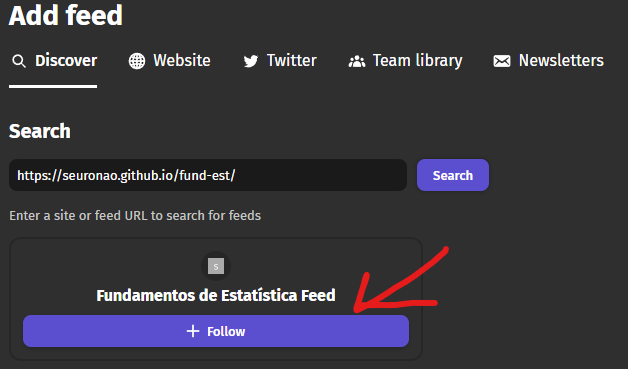 Add feed
Discover Website Twitter Team library Newsletters
Search
https://seuronao.github.io/fund-est/ Search
Enter a site or feed URL to search for feeds
S
Fundamentos de Estatística Feed
+ Follow